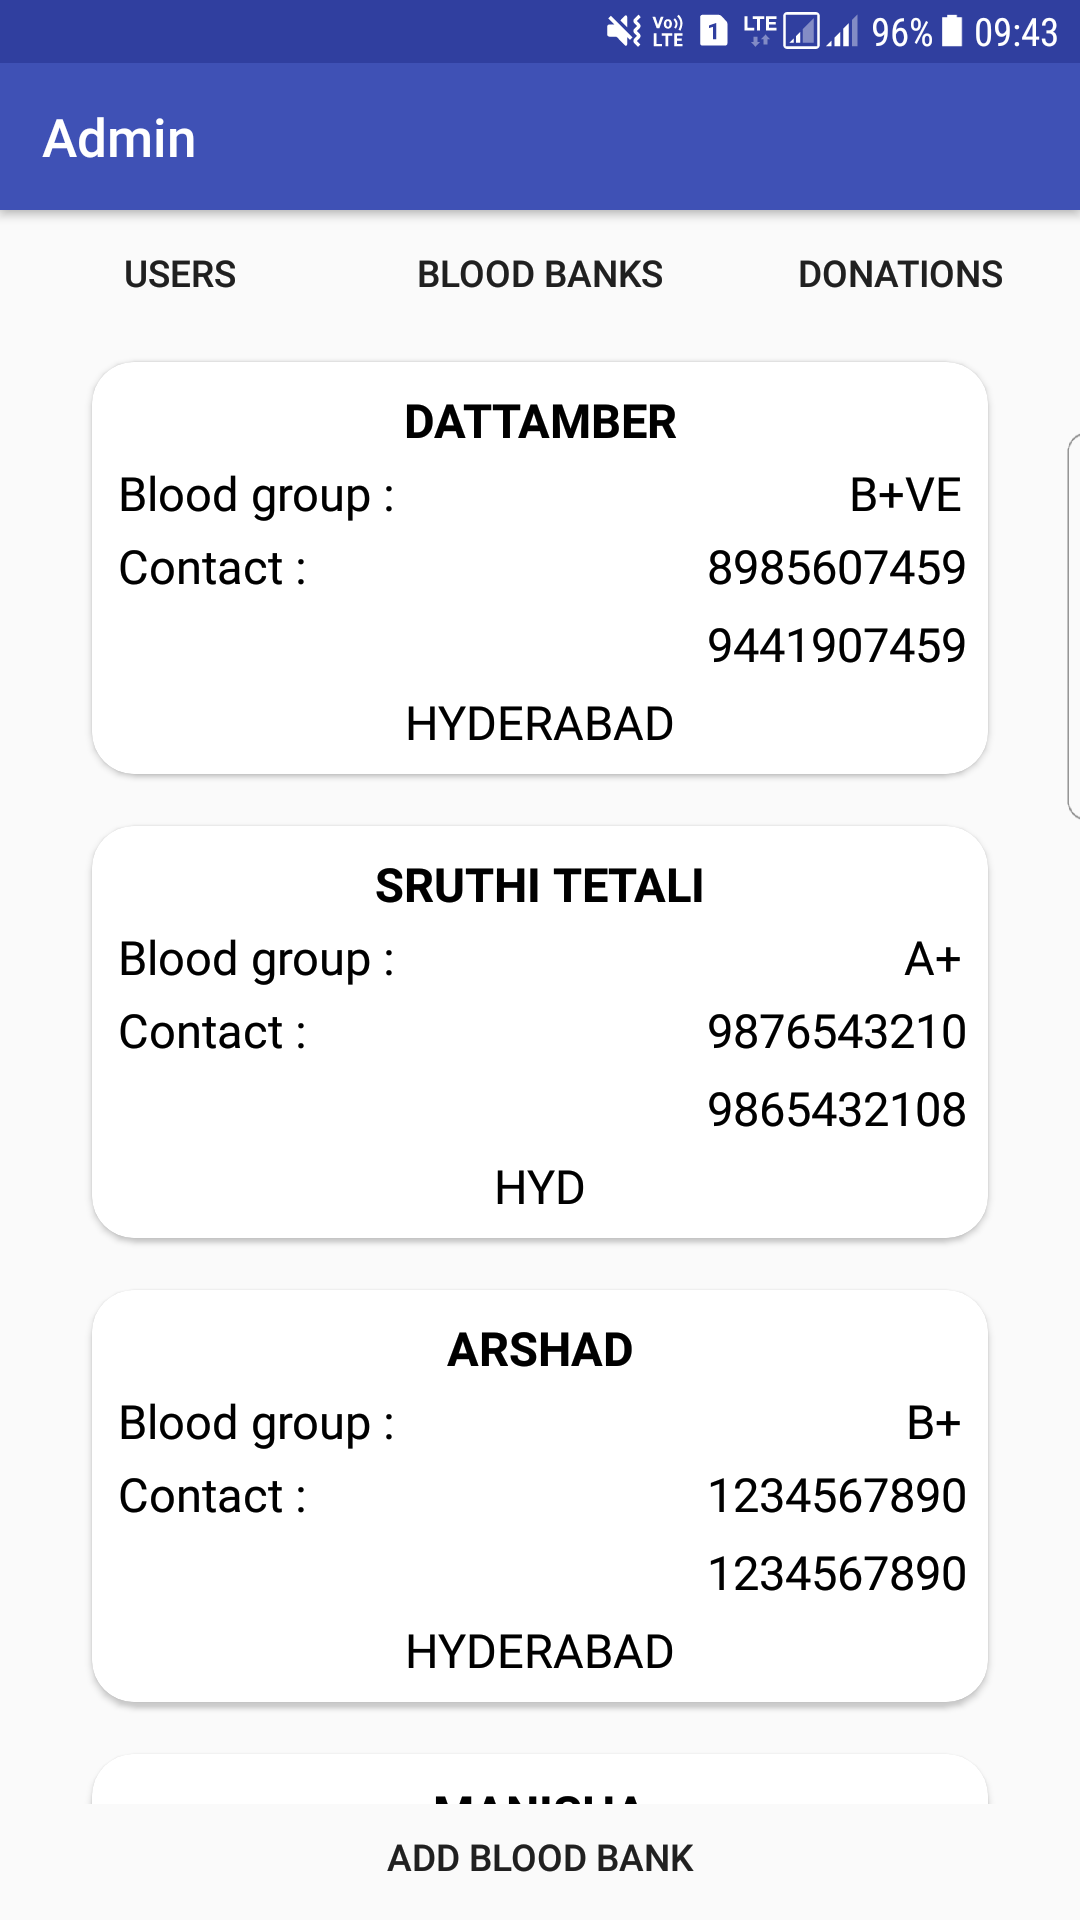 Vo)) LTE 1 LTE 96% 09:43
Admin
USERS BLOOD BANKS DONATIONS
DATTAMBER
Blood group : B+VE
Contact : 8985607459
9441907459
HYDERABAD
SRUTHI TETALI
Blood group : A+
Contact : 9876543210
9865432108
HYD
ARSHAD
Blood group : B+
Contact : 1234567890
1234567890
HYDERABAD
MANISHA
ADD BLOOD BANK